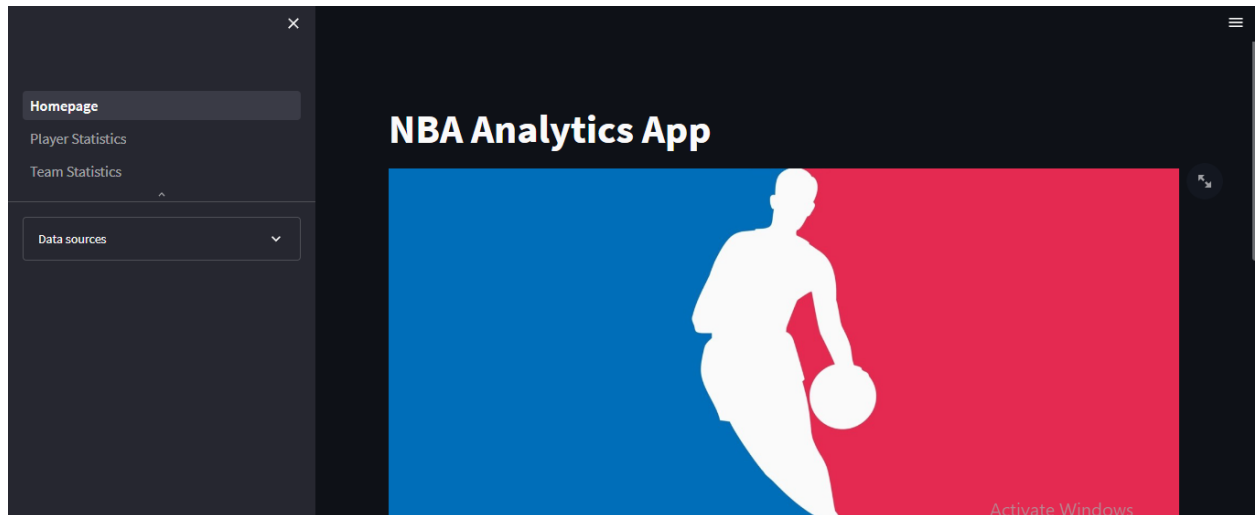 Homepage
Player Statistics
Team Statistics
Data sources
NBA Analytics App
Activate Windows